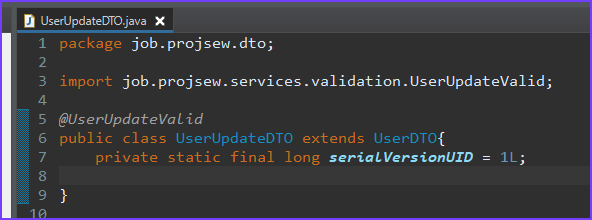 UserUpdateDTO.java
1 package job.projsew.dto;
2
3 import job.projsew.services.validation.UserUpdateValid;
4
5 @UserUpdateValid
6 public class UserUpdateDTO extends UserDTO{
7     private static final long serialVersionUID = 1L;
8
9 }
10